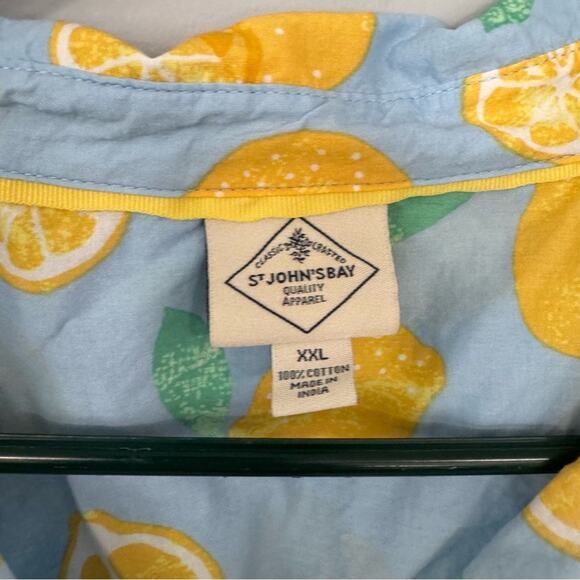 CLASSIC CRAFTED
ST JOHN'S BAY
QUALITY
APPAREL
XXL
100% COTTON
MADE IN
INDIA